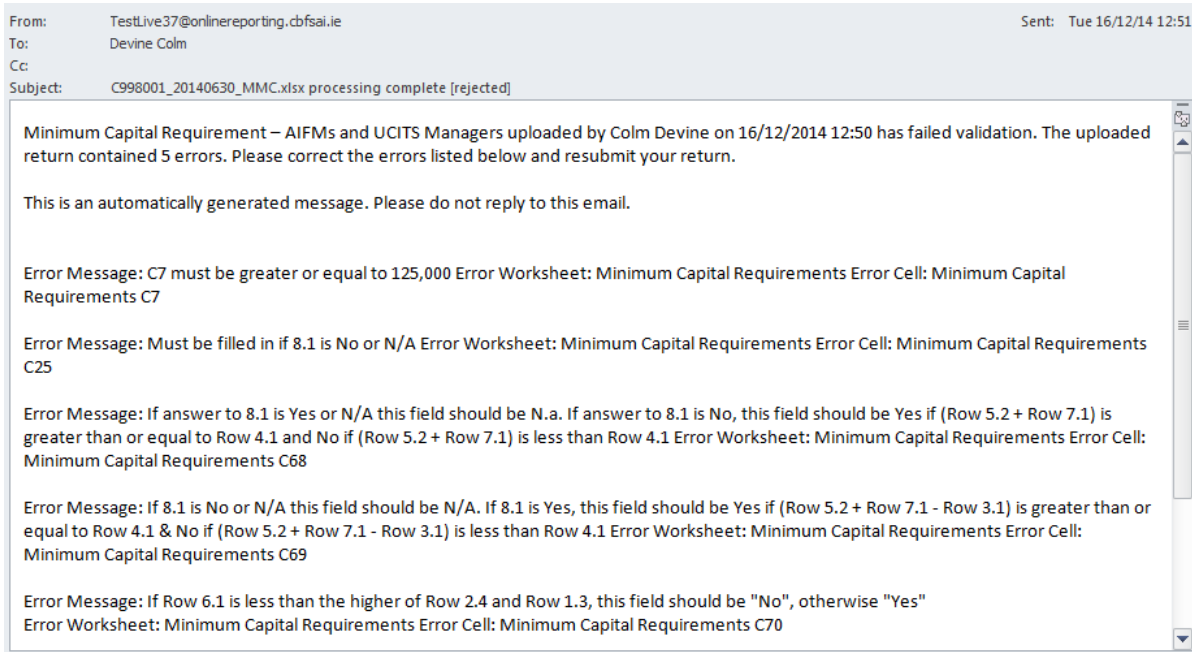 From: TestLive37@onlinereporting.cbfsai.ie Sent: Tue 16/12/14 12:51
To: Devine Colm
Cc:
Subject: C998001_20140630_MMC.xlsx processing complete [rejected]
Minimum Capital Requirement – AIFMs and UCITS Managers uploaded by Colm Devine on 16/12/2014 12:50 has failed validation. The uploaded
return contained 5 errors. Please correct the errors listed below and resubmit your return.
This is an automatically generated message. Please do not reply to this email.
Error Message: C7 must be greater or equal to 125,000 Error Worksheet: Minimum Capital Requirements Error Cell: Minimum Capital
Requirements C7
Error Message: Must be filled in if 8.1 is No or N/A Error Worksheet: Minimum Capital Requirements Error Cell: Minimum Capital Requirements
C25
Error Message: If answer to 8.1 is Yes or N/A this field should be N.a. If answer to 8.1 is No, this field should be Yes if (Row 5.2 + Row 7.1) is
greater than or equal to Row 4.1 and No if (Row 5.2 + Row 7.1) is less than Row 4.1 Error Worksheet: Minimum Capital Requirements Error Cell:
Minimum Capital Requirements C68
Error Message: If 8.1 is No or N/A this field should be N/A. If 8.1 is Yes, this field should be Yes if (Row 5.2 + Row 7.1 - Row 3.1) is greater than or
equal to Row 4.1 & No if (Row 5.2 + Row 7.1 - Row 3.1) is less than Row 4.1 Error Worksheet: Minimum Capital Requirements Error Cell:
Minimum Capital Requirements C69
Error Message: If Row 6.1 is less than the higher of Row 2.4 and Row 1.3, this field should be "No", otherwise "Yes"
Error Worksheet: Minimum Capital Requirements Error Cell: Minimum Capital Requirements C70